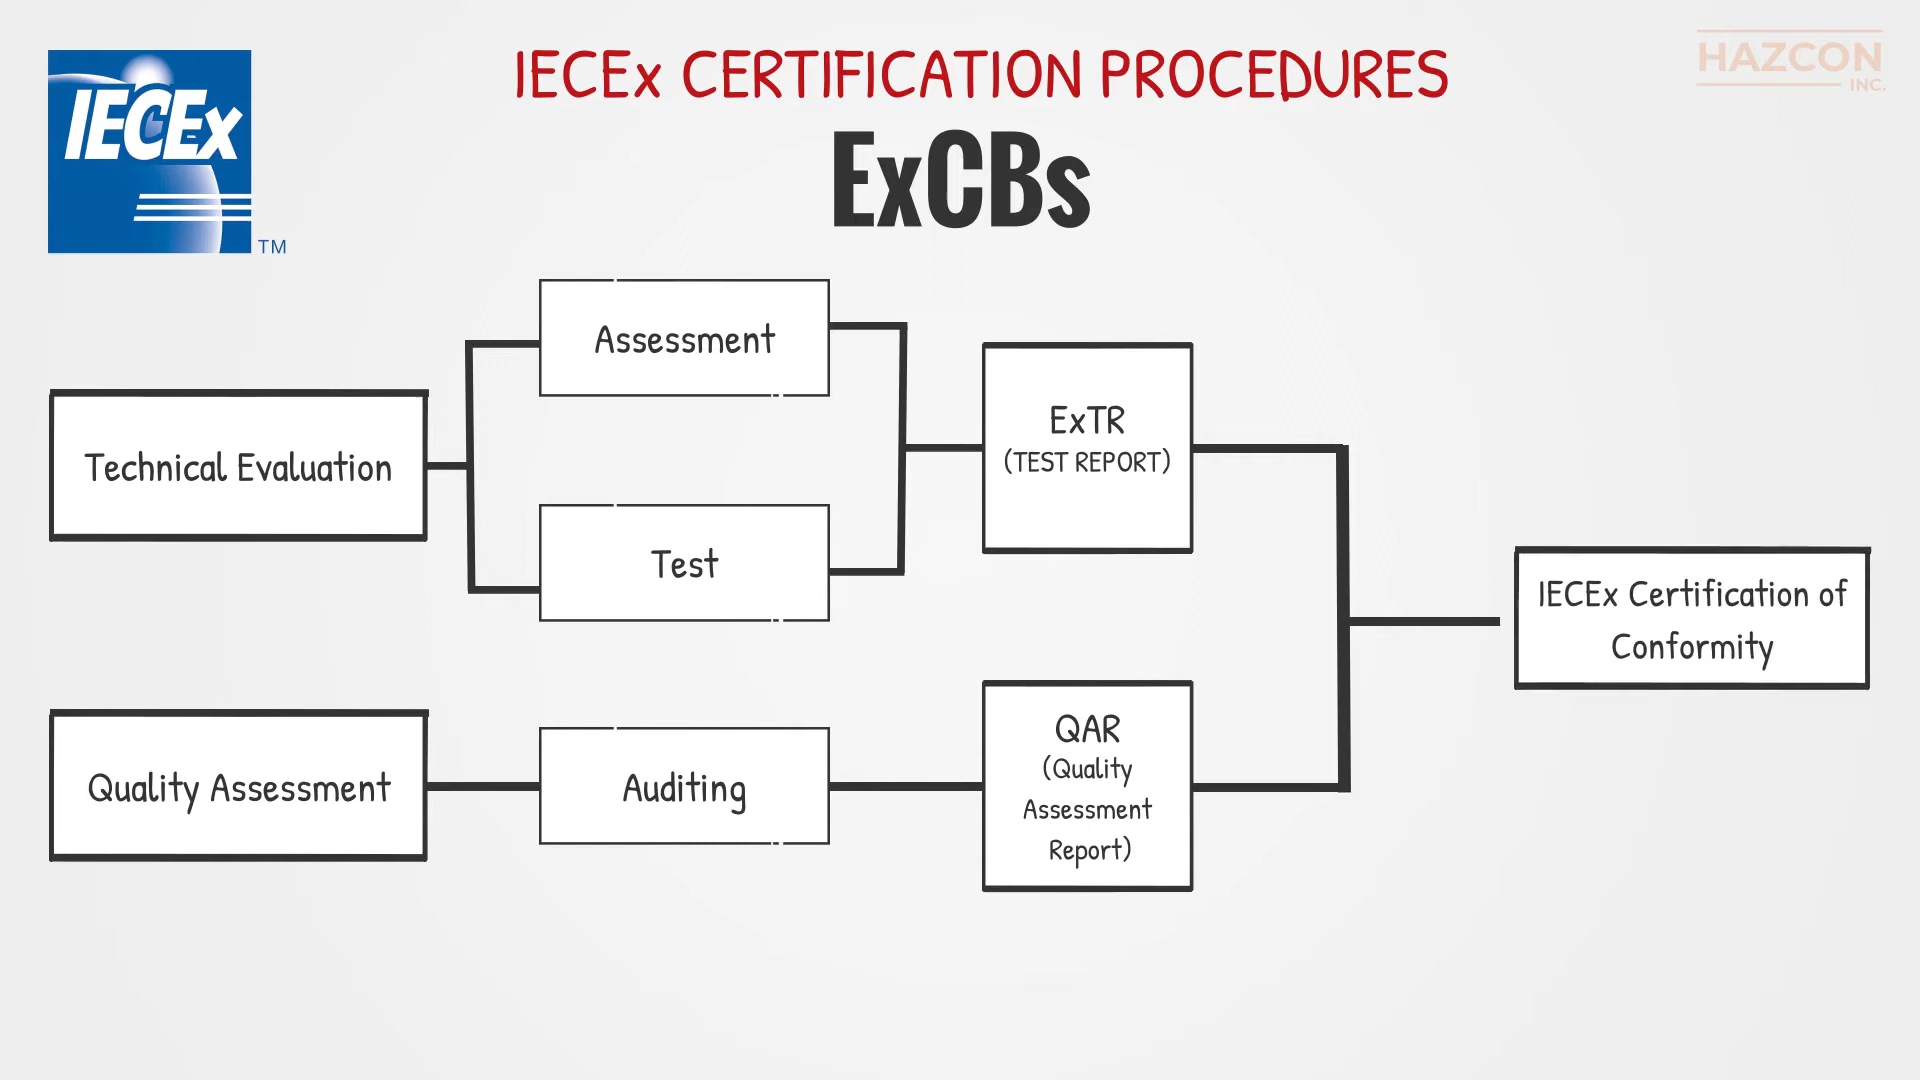 IECEx
TM
IECEx CERTIFICATION PROCEDURES
HAZCON
INC.
ExCBs
Technical Evaluation
Assessment
Test
ExTR
(TEST REPORT)
Quality Assessment
Auditing
QAR
(Quality
Assessment
Report)
IECEx Certification of
Conformity